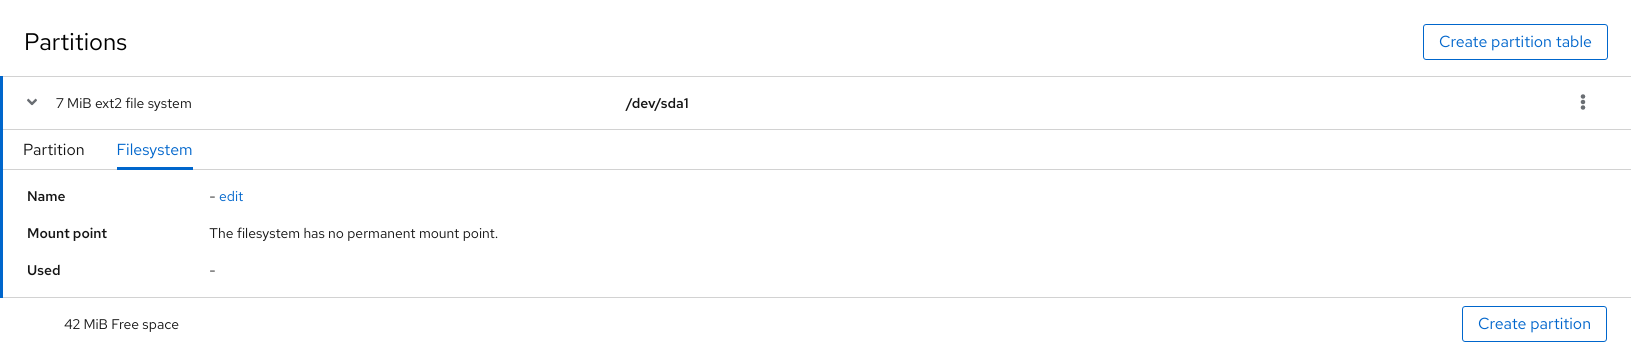 Partitions
Create partition table
7 MiB ext2 file system
/dev/sda1
Partition
Filesystem
Name
- edit
Mount point
The filesystem has no permanent mount point.
Used
-
42 MiB Free space
Create partition